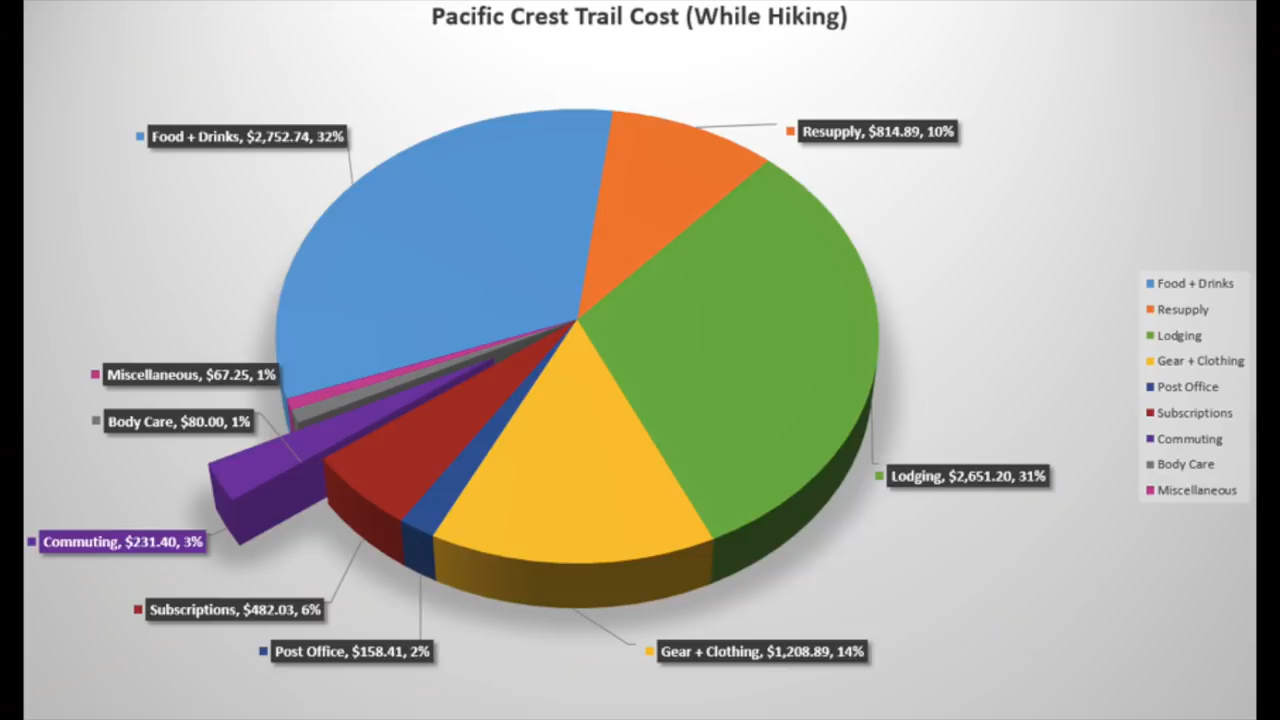 Pacific Crest Trail Cost (While Hiking)
Food + Drinks, $2,752.74, 32%
Resupply, $814.89, 10%
Miscellaneous, $67.25, 1%
Body Care, $80.00, 1%
Lodging, $2,651.20, 31%
Commuting, $231.40, 3%
Subscriptions, $482.03, 6%
Post Office, $158.41, 2%
Gear + Clothing, $1,208.89, 14%
Food + Drinks
Resupply
Lodging
Gear + Clothing
Post Office
Subscriptions
Commuting
Body Care
Miscellaneous